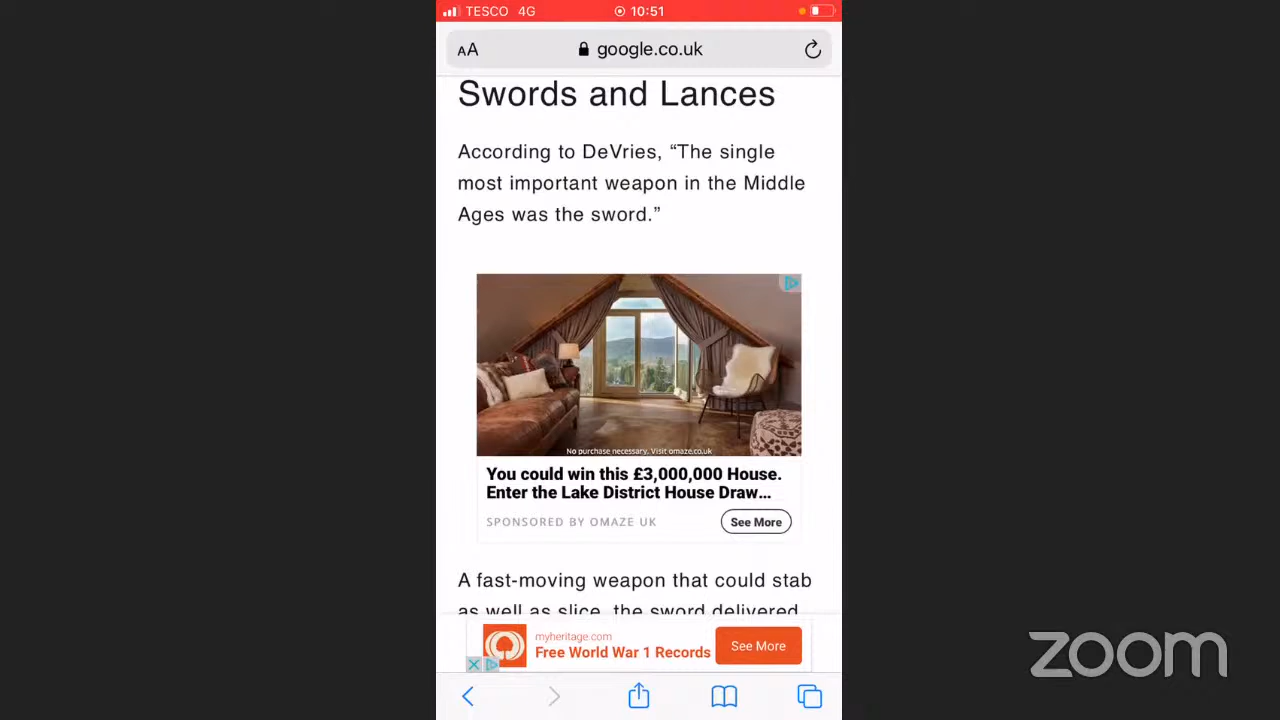 TESCO 4G 10:51
AA google.co.uk
Swords and Lances
According to DeVries, “The single
most important weapon in the Middle
Ages was the sword.”
No purchase necessary. Visit omaze.co.uk
You could win this £3,000,000 House.
Enter the Lake District House Draw...
SPONSORED BY OMAZE UK
See More
A fast-moving weapon that could stab
as well as slice, the sword delivered
myheritage.com
Free World War 1 Records
See More
zoom